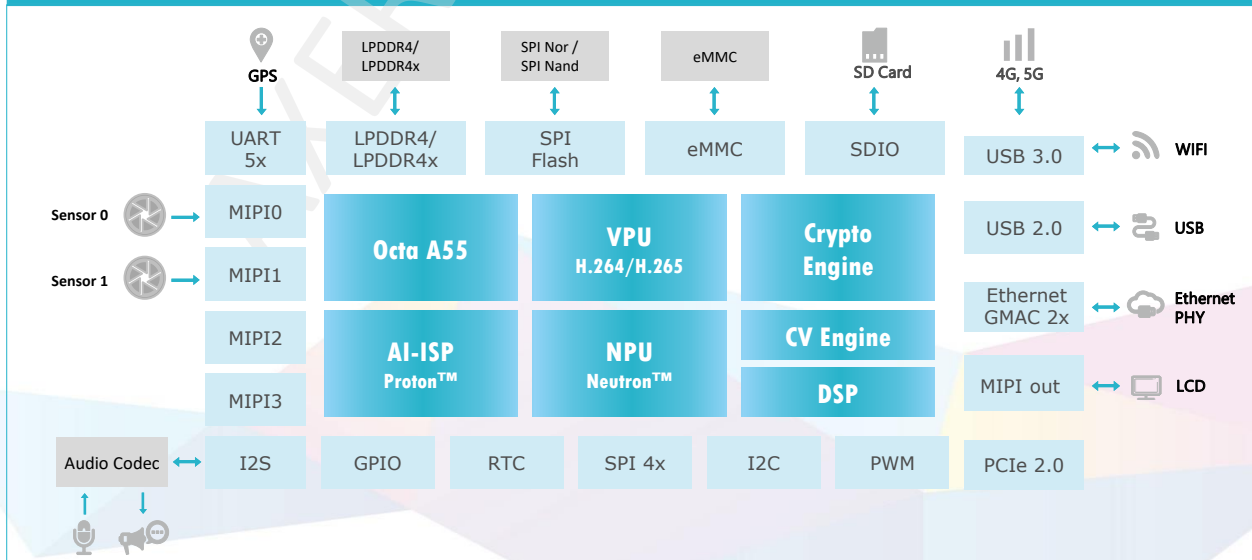 GPS
LPDDR4/
LPDDR4x
SPI Nor /
SPI Nand
eMMC
SD Card
4G, 5G
UART
5x
LPDDR4/
LPDDR4x
SPI
Flash
eMMC
SDIO
USB 3.0
WIFI
Sensor 0
MIPI0
Octa A55
VPU
H.264/H.265
Crypto
Engine
USB 2.0
USB
Sensor 1
MIPI1
Ethernet
GMAC 2x
Ethernet
PHY
MIPI2
AI-ISP
Proton™
NPU
Neutron™
CV Engine
DSP
MIPI3
MIPI out
LCD
Audio Codec
I2S
GPIO
RTC
SPI 4x
I2C
PWM
PCIe 2.0